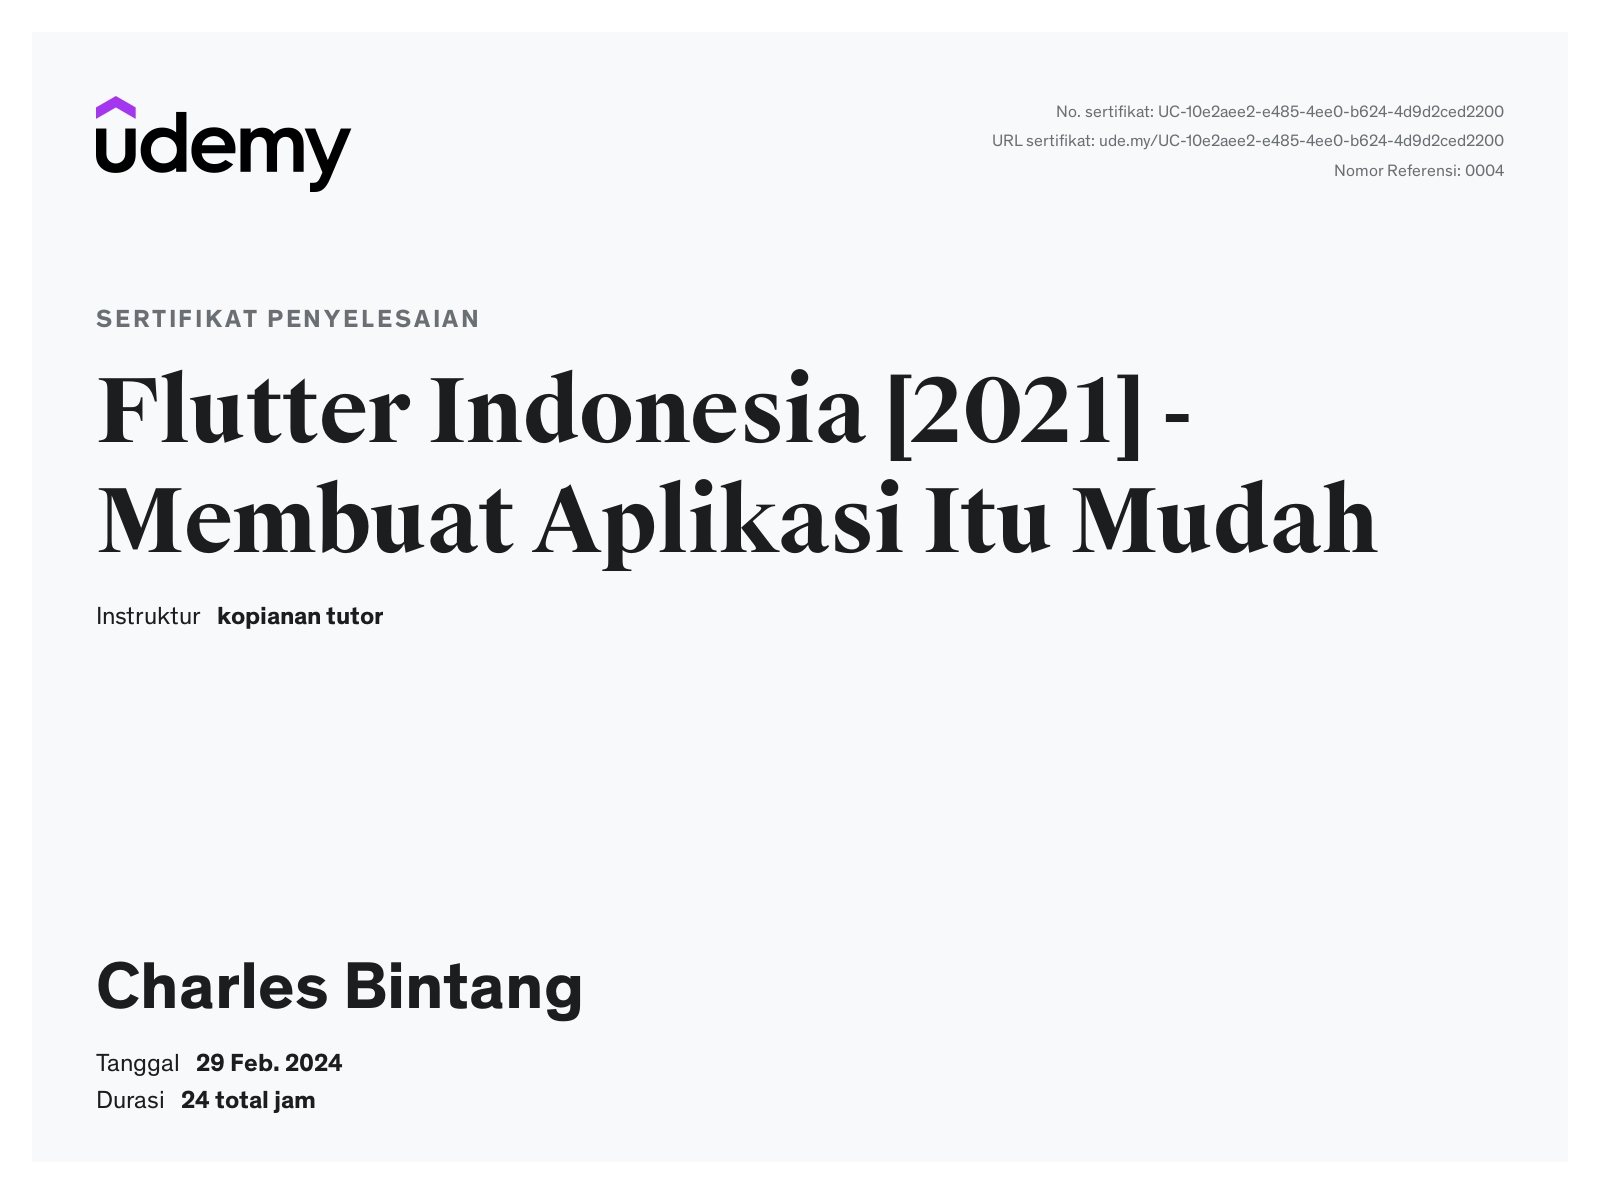 udemy
No. sertifikat: UC-10e2aee2-e485-4ee0-b624-4d9d2ced2200
URL sertifikat: ude.my/UC-10e2aee2-e485-4ee0-b624-4d9d2ced2200
Nomor Referensi: 0004
SERTIFIKAT PENYELESAIAN
Flutter Indonesia [2021] -
Membuat Aplikasi Itu Mudah
Instruktur kopianan tutor
Charles Bintang
Tanggal 29 Feb. 2024
Durasi 24 total jam